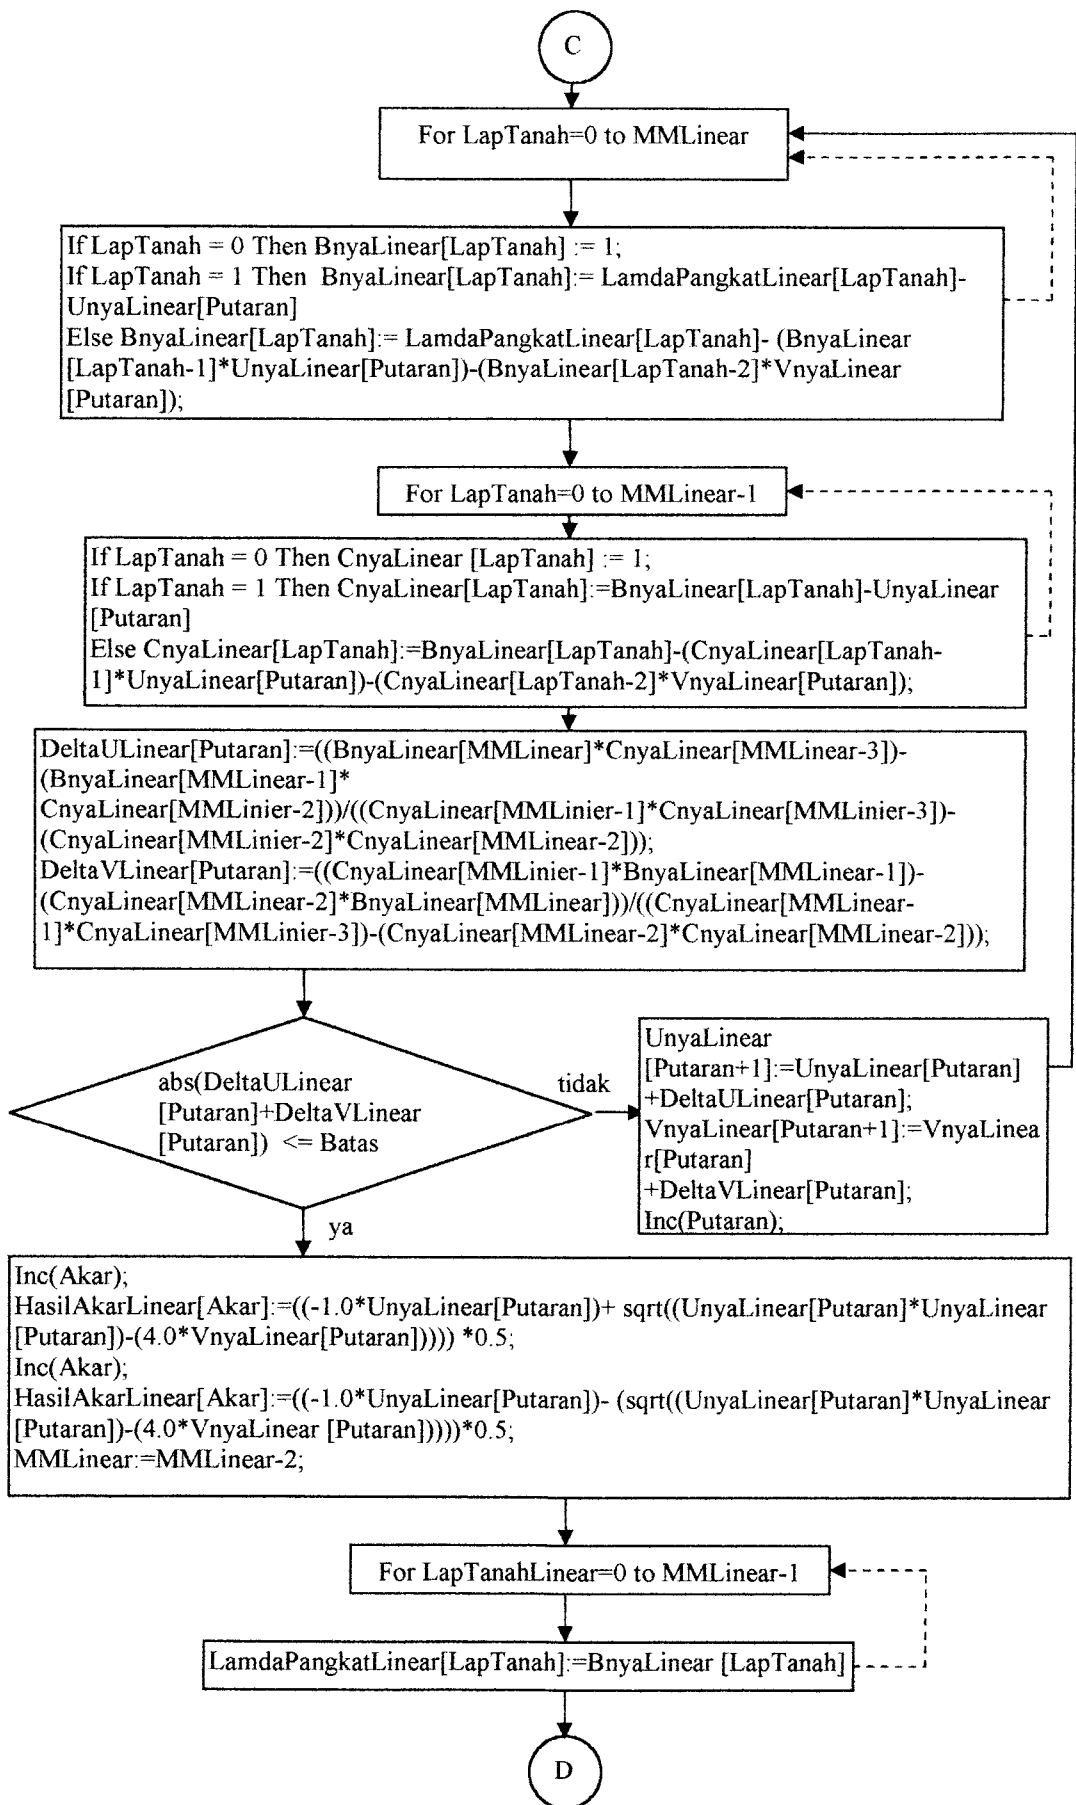 C
For LapTanah=0 to MMLinear
If LapTanah = 0 Then BnyaLinear[LapTanah] := 1;
If LapTanah = 1 Then BnyaLinear[LapTanah]:= LamdaPangkatLinear[LapTanah]-
UnyaLinear[Putaran]
Else BnyaLinear[LapTanah]:= LamdaPangkatLinear[LapTanah]- (BnyaLinear
[LapTanah-1]*UnyaLinear[Putaran])-(BnyaLinear[LapTanah-2]*VnyaLinear
[Putaran]);
For LapTanah=0 to MMLinear-1
If LapTanah = 0 Then CnyaLinear [LapTanah] := 1;
If LapTanah = 1 Then CnyaLinear[LapTanah]:=BnyaLinear[LapTanah]-UnyaLinear
[Putaran]
Else CnyaLinear[LapTanah]:=BnyaLinear[LapTanah]-(CnyaLinear[LapTanah-
1]*UnyaLinear[Putaran])-(CnyaLinear[LapTanah-2]*VnyaLinear[Putaran]);
DeltaULinear[Putaran]:=((BnyaLinear[MMLinear]*CnyaLinear[MMLinear-3])-
(BnyaLinear[MMLinear-1]*
CnyaLinear[MMLinier-2]))/((CnyaLinear[MMLinier-1]*CnyaLinear[MMLinier-3])-
(CnyaLinear[MMLinier-2]*CnyaLinear[MMLinear-2]));
DeltaVLinear[Putaran]:=((CnyaLinear[MMLinier-1]*BnyaLinear[MMLinear-1])-
(CnyaLinear[MMLinear-2]*BnyaLinear[MMLinear]))/((CnyaLinear[MMLinear-
1]*CnyaLinear[MMLinier-3])-(CnyaLinear[MMLinear-2]*CnyaLinear[MMLinear-2]));
abs(DeltaULinear
[Putaran]+DeltaVLinear
[Putaran]) <= Batas
tidak
UnyaLinear
[Putaran+1]:=UnyaLinear[Putaran]
+DeltaULinear[Putaran];
VnyaLinear[Putaran+1]:=VnyaLinea
r[Putaran]
+DeltaVLinear[Putaran];
Inc(Putaran);
ya
Inc(Akar);
HasilAkarLinear[Akar]:=((-1.0*UnyaLinear[Putaran])+ sqrt((UnyaLinear[Putaran]*UnyaLinear
[Putaran])-(4.0*VnyaLinear[Putaran])))) *0.5;
Inc(Akar);
HasilAkarLinear[Akar]:=((-1.0*UnyaLinear[Putaran])- (sqrt((UnyaLinear[Putaran]*UnyaLinear
[Putaran])-(4.0*VnyaLinear [Putaran]))))*0.5;
MMLinear:=MMLinear-2;
For LapTanahLinear=0 to MMLinear-1
LamdaPangkatLinear[LapTanah]:=BnyaLinear [LapTanah]
D